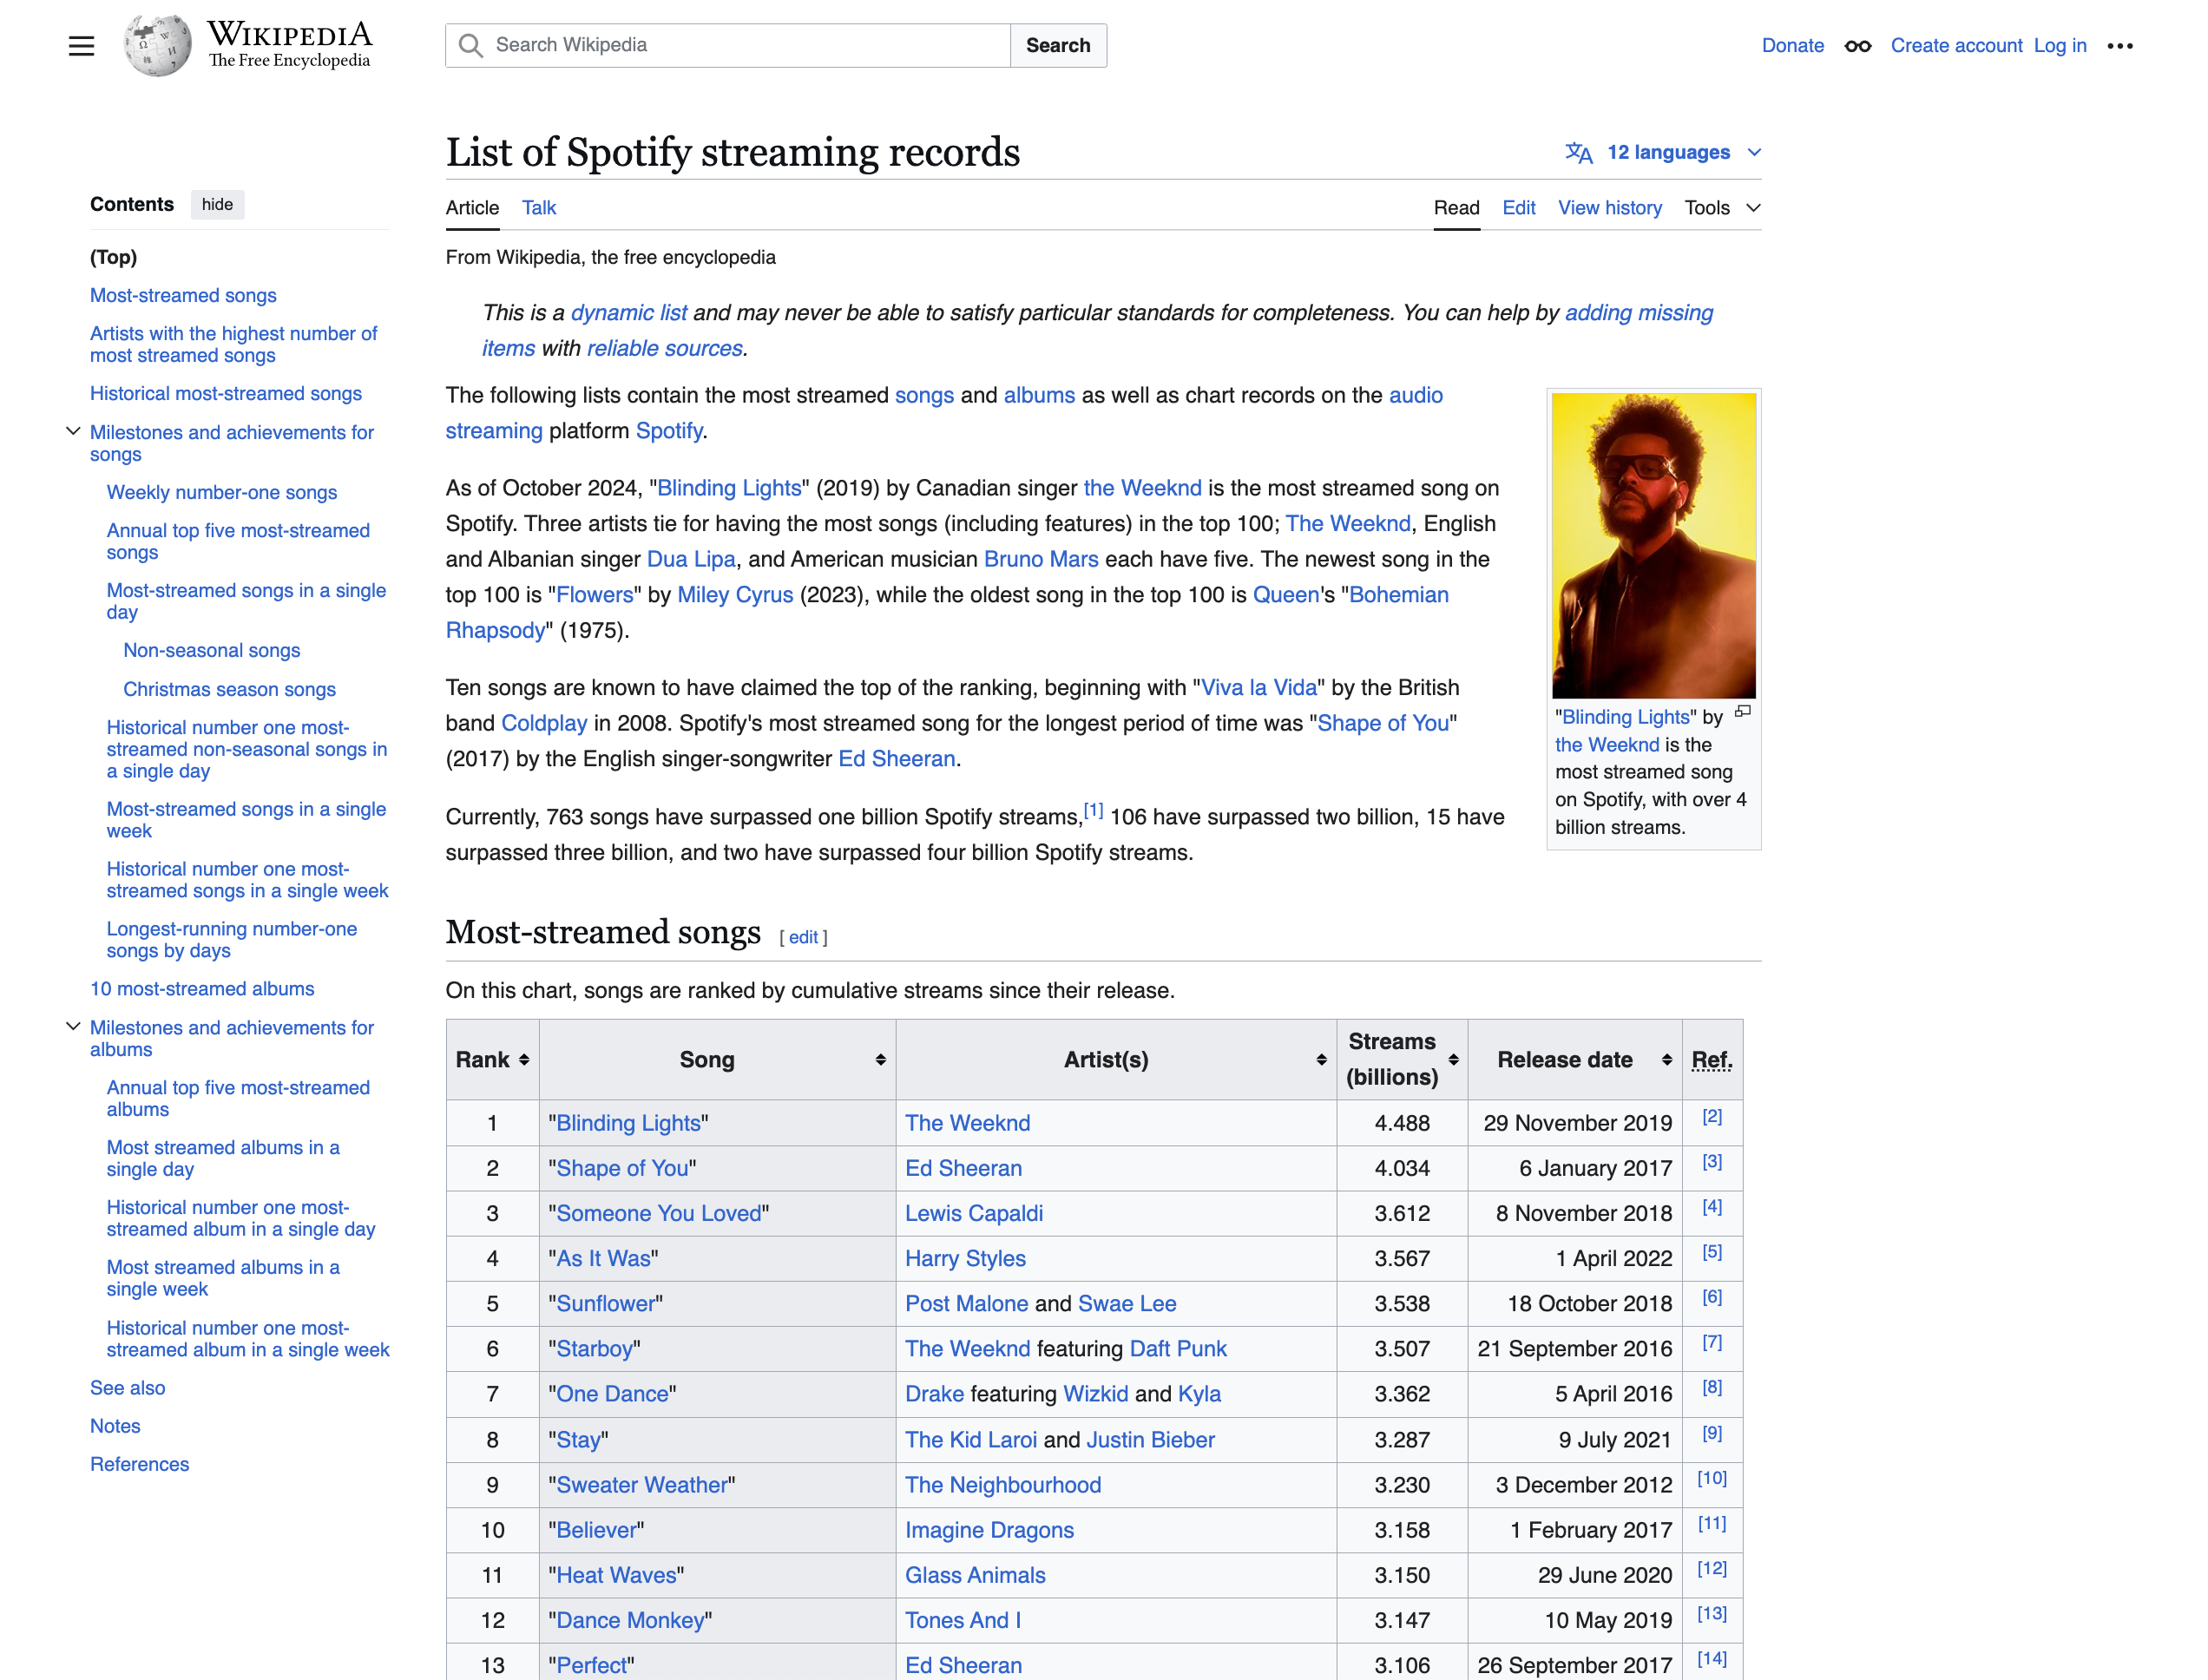 WIKIPEDIA
The Free Encyclopedia
Search Wikipedia
Search
Donate
Create account
Log in
Contents
hide
(Top)
Most-streamed songs
Artists with the highest number of
most streamed songs
Historical most-streamed songs
Milestones and achievements for
songs
Weekly number-one songs
Annual top five most-streamed
songs
Most-streamed songs in a single
day
Non-seasonal songs
Christmas season songs
Historical number one most-
streamed non-seasonal songs in
a single day
Most-streamed songs in a single
week
Historical number one most-
streamed songs in a single week
Longest-running number-one
songs by days
10 most-streamed albums
Milestones and achievements for
albums
Annual top five most-streamed
albums
Most streamed albums in a
single day
Historical number one most-
streamed album in a single day
Most streamed albums in a
single week
Historical number one most-
streamed album in a single week
See also
Notes
References
List of Spotify streaming records
12 languages
Article Talk
Read Edit View history Tools
From Wikipedia, the free encyclopedia
This is a dynamic list and may never be able to satisfy particular standards for completeness. You can help by adding missing
items with reliable sources.
The following lists contain the most streamed songs and albums as well as chart records on the audio
streaming platform Spotify.
As of October 2024, "Blinding Lights" (2019) by Canadian singer the Weeknd is the most streamed song on
Spotify. Three artists tie for having the most songs (including features) in the top 100; The Weeknd, English
and Albanian singer Dua Lipa, and American musician Bruno Mars each have five. The newest song in the
top 100 is "Flowers" by Miley Cyrus (2023), while the oldest song in the top 100 is Queen's "Bohemian
Rhapsody" (1975).
Ten songs are known to have claimed the top of the ranking, beginning with "Viva la Vida" by the British
band Coldplay in 2008. Spotify's most streamed song for the longest period of time was "Shape of You"
(2017) by the English singer-songwriter Ed Sheeran.
Currently, 763 songs have surpassed one billion Spotify streams,[1] 106 have surpassed two billion, 15 have
surpassed three billion, and two have surpassed four billion Spotify streams.
"Blinding Lights" by
the Weeknd is the
most streamed song
on Spotify, with over 4
billion streams.
Most-streamed songs [ edit ]
On this chart, songs are ranked by cumulative streams since their release.
Rank Song Artist(s) Streams (billions) Release date Ref.
1 "Blinding Lights" The Weeknd 4.488 29 November 2019 [2]
2 "Shape of You" Ed Sheeran 4.034 6 January 2017 [3]
3 "Someone You Loved" Lewis Capaldi 3.612 8 November 2018 [4]
4 "As It Was" Harry Styles 3.567 1 April 2022 [5]
5 "Sunflower" Post Malone and Swae Lee 3.538 18 October 2018 [6]
6 "Starboy" The Weeknd featuring Daft Punk 3.507 21 September 2016 [7]
7 "One Dance" Drake featuring Wizkid and Kyla 3.362 5 April 2016 [8]
8 "Stay" The Kid Laroi and Justin Bieber 3.287 9 July 2021 [9]
9 "Sweater Weather" The Neighbourhood 3.230 3 December 2012 [10]
10 "Believer" Imagine Dragons 3.158 1 February 2017 [11]
11 "Heat Waves" Glass Animals 3.150 29 June 2020 [12]
12 "Dance Monkey" Tones And I 3.147 10 May 2019 [13]
13 "Perfect" Ed Sheeran 3.106 26 September 2017 [14]